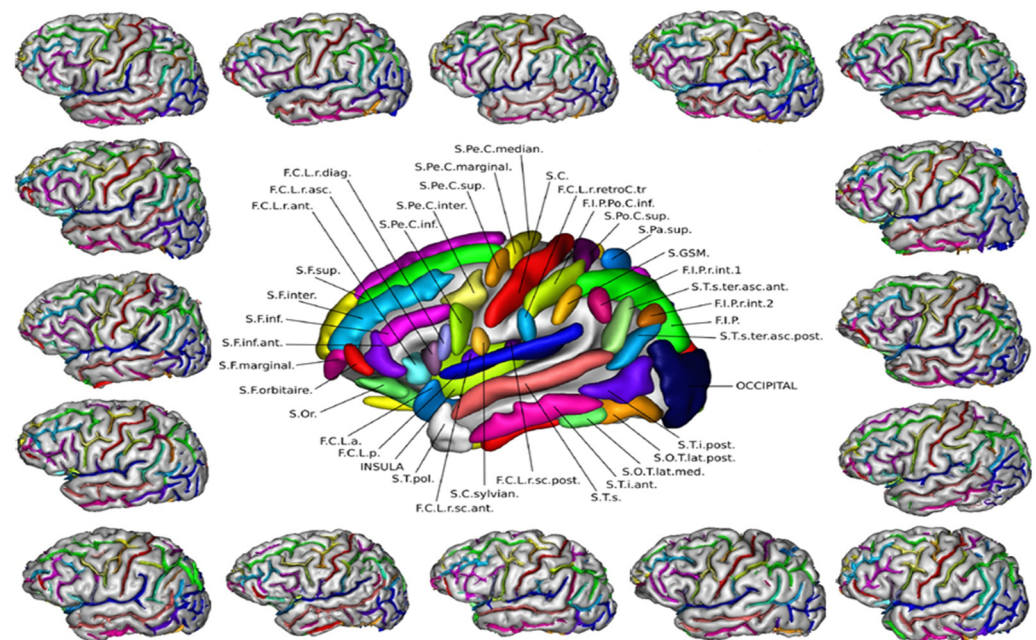 S.Pe.C.median.
S.Pe.C.marginal.
S.Pe.C.sup.
S.Pe.C.inter.
S.Pe.C.inf.
F.C.L.r.diag.
F.C.L.r.asc.
F.C.L.r.ant.
S.F.sup.
S.F.inter.
S.F.inf.
S.F.inf.ant.
S.F.marginal.
S.F.orbitaire.
S.Or.
F.C.L.a.
F.C.L.p.
INSULA
S.T.pol.
F.C.L.r.sc.ant.
S.C.sylvian.
F.C.L.r.sc.post.
S.T.s.
S.T.i.ant.
S.O.T.lat.med.
S.O.T.lat.post.
S.T.i.post.
OCCIPITAL
S.C.
F.C.L.r.retroC.tr
F.I.P.Po.C.inf.
S.Po.C.sup.
S.Pa.sup.
S.GSM.
F.I.P.r.int.1
S.T.s.ter.asc.ant.
F.I.P.r.int.2
F.I.P.
S.T.s.ter.asc.post.